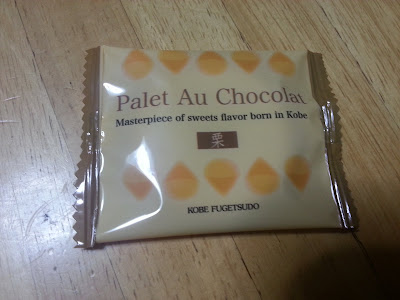 Palet Au Chocolat
Masterpiece of sweets flavor born in Kobe
栗
KOBE FUGETSUDO